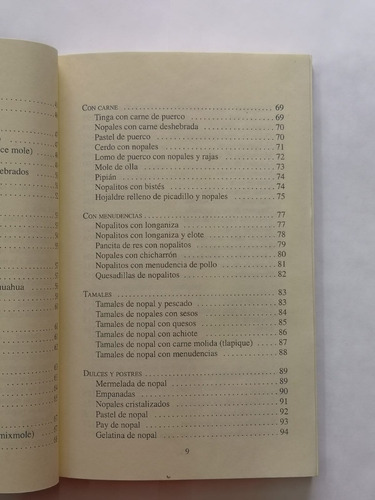 ce mole)
ebrados
huahua
mixmole)
CON CARNE 69
Tinga con carne de puerco 69
Nopales con carne deshebrada 70
Pastel de puerco 70
Cerdo con nopales 71
Lomo de puerco con nopales y rajas 72
Mole de olla 73
Pipián 74
Nopalitos con bistés 74
Hojaldre relleno de picadillo y nopales 75
CON MENUDENCIAS 77
Nopalitos con longaniza 77
Nopalitos con longaniza y elote 78
Pancita de res con nopalitos 79
Nopales con chicharrón 80
Nopalitos con menudencia de pollo 81
Quesadillas de nopalitos 82
TAMALES 83
Tamales de nopal y pescado 83
Tamales de nopales con sesos 84
Tamales de nopal con quesos 85
Tamales de nopal con achiote 86
Tamales de nopal con carne molida (tlapique) 87
Tamales de nopal con menudencias 88
DULCES Y POSTRES 89
Mermelada de nopal 89
Empanadas 90
Nopales cristalizados 91
Pastel de nopal 92
Pay de nopal 93
Gelatina de nopal 94
9